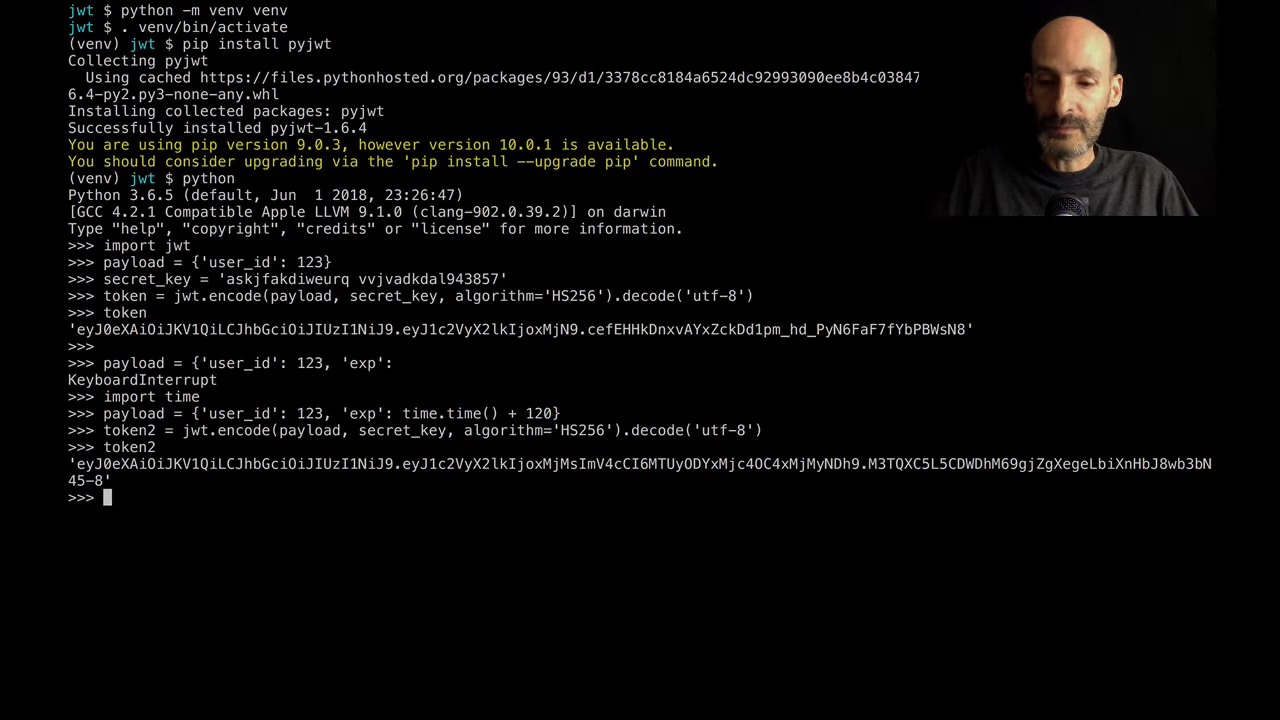 jwt $ python -m venv venv
jwt $ . venv/bin/activate
(venv) jwt $ pip install pyjwt
Collecting pyjwt
  Using cached https://files.pythonhosted.org/packages/93/d1/3378cc8184a6524dc92993090ee8b4c03847
6.4-py2.py3-none-any.whl
Installing collected packages: pyjwt
Successfully installed pyjwt-1.6.4
You are using pip version 9.0.3, however version 10.0.1 is available.
You should consider upgrading via the 'pip install --upgrade pip' command.
(venv) jwt $ python
Python 3.6.5 (default, Jun  1 2018, 23:26:47)
[GCC 4.2.1 Compatible Apple LLVM 9.1.0 (clang-902.0.39.2)] on darwin
Type "help", "copyright", "credits" or "license" for more information.
>>> import jwt
>>> payload = {'user_id': 123}
>>> secret_key = 'askjfakdiweurq vvjvadkdal943857'
>>> token = jwt.encode(payload, secret_key, algorithm='HS256').decode('utf-8')
>>> token
'eyJ0eXAiOiJKV1QiLCJhbGciOiJIUzI1NiJ9.eyJ1c2VyX2lkIjoxMjN9.cefEHHkDnxvAYxZckDd1pm_hd_PyN6FaF7fYbPBWsN8'
>>>
>>> payload = {'user_id': 123, 'exp':
KeyboardInterrupt
>>> import time
>>> payload = {'user_id': 123, 'exp': time.time() + 120}
>>> token2 = jwt.encode(payload, secret_key, algorithm='HS256').decode('utf-8')
>>> token2
'eyJ0eXAiOiJKV1QiLCJhbGciOiJIUzI1NiJ9.eyJ1c2VyX2lkIjoxMjMsImV4cCI6MTUyODYxMjc4OC4xMjMyNDh9.M3TQXC5L5CDWDhM69gjZgXegeLbiXnHbJ8wb3bN
45-8'
>>>